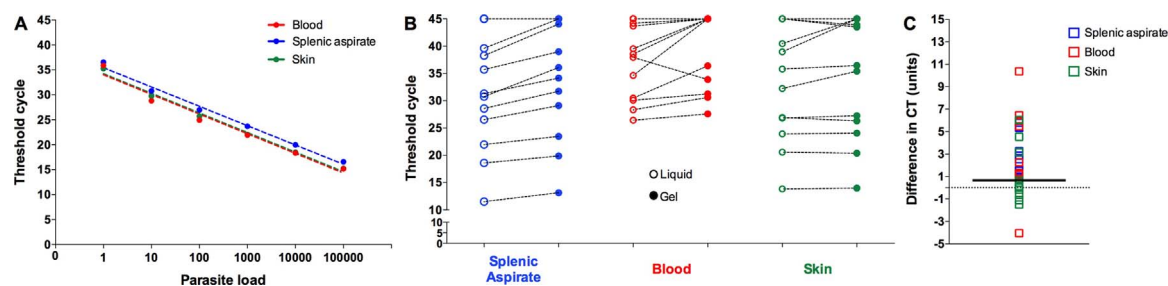 A
45
40
35
30
25
20
15
10
5
0
Threshold cycle
0 1 10 100 1000 10000 100000
Parasite load
Blood
Splenic aspirate
Skin
B
45
40
35
30
25
20
15
10
10
5
0
Threshold cycle
Liquid
Gel
Splenic
Aspirate
Blood
Skin
C
15
13
11
9
7
5
3
1
-1
-3
-5
Difference in CT (units)
Splenic aspirate
Blood
Skin